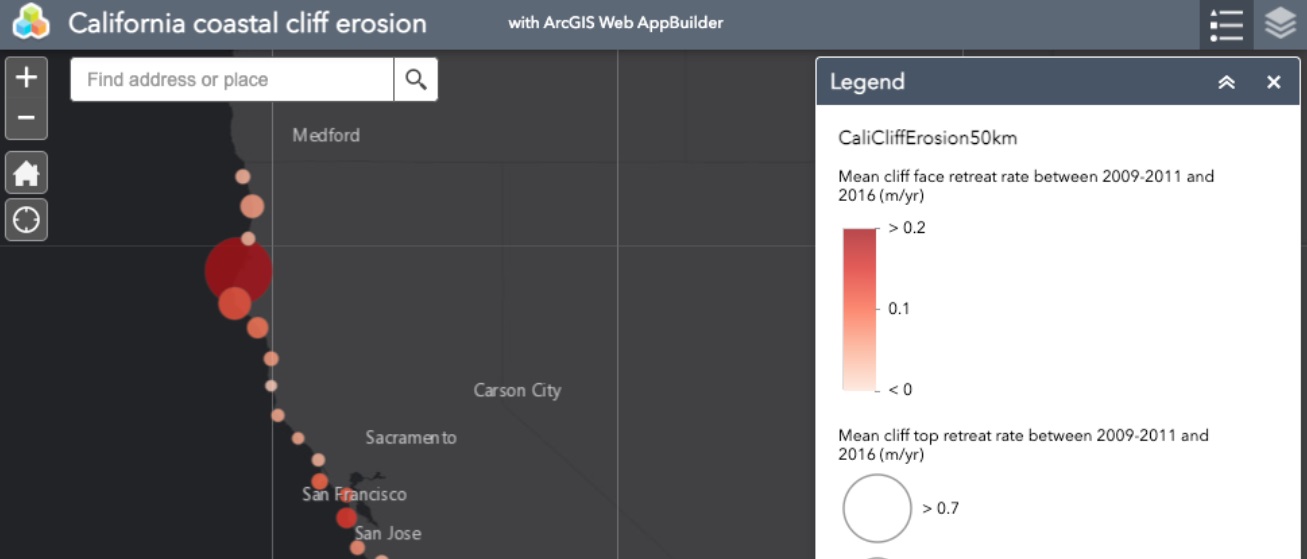 California coastal cliff erosion
with ArcGIS Web AppBuilder
Find address or place
Medford
Carson City
Sacramento
San Francisco
San Jose
Legend
CaliCliffErosion50km
Mean cliff face retreat rate between 2009-2011 and
2016 (m/yr)
> 0.2
0.1
< 0
Mean cliff top retreat rate between 2009-2011 and
2016 (m/yr)
> 0.7